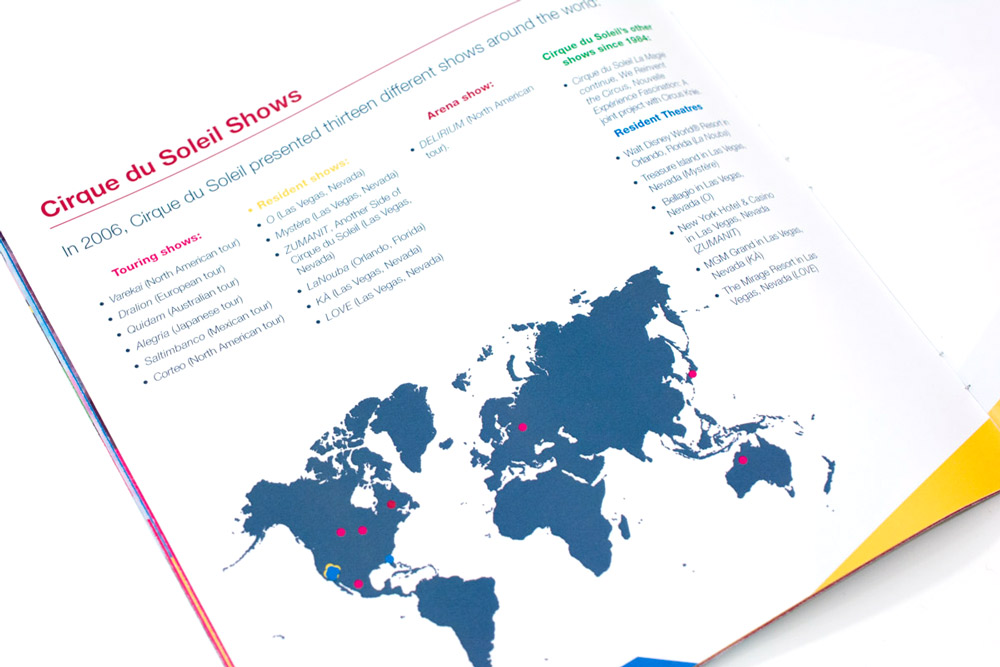 Cirque du Soleil Shows
In 2006, Cirque du Soleil presented thirteen different shows around the world:
Touring shows:
• Varekai (North American tour)
• Dralion (European tour)
• Quidam (Australian tour)
• Alegría (Japanese tour)
• Saltimbanco (Mexican tour)
• Corteo (North American tour)
• Resident shows:
• O (Las Vegas, Nevada)
• Mystère (Las Vegas, Nevada)
• ZUMANIT, Another Side of
Cirque du Soleil (Las Vegas,
Nevada)
• LaNouba (Orlando, Florida)
• KÀ (Las Vegas, Nevada)
• LOVE (Las Vegas, Nevada)
Arena show:
• DELIRIUM (North American
tour).
Cirque du Soleil's other
shows since 1984:
• Cirque du Soleil La Magie
continue, We Reinvent
the Circus, Nouvelle
Expérience Fascination: A
joint project with Circus Knie.
Resident Theatres
• Walt Disney World® Resort in
Orlando, Florida (La Nouba)
• Treasure Island in Las Vegas,
Nevada (Mystère)
• Bellagio in Las Vegas,
Nevada (O)
• New York Hotel & Casino
in Las Vegas, Nevada
(ZUMANIT)
• MGM Grand in Las Vegas,
Nevada (KÀ)
• The Mirage Resort in Las
Vegas, Nevada (LOVE)